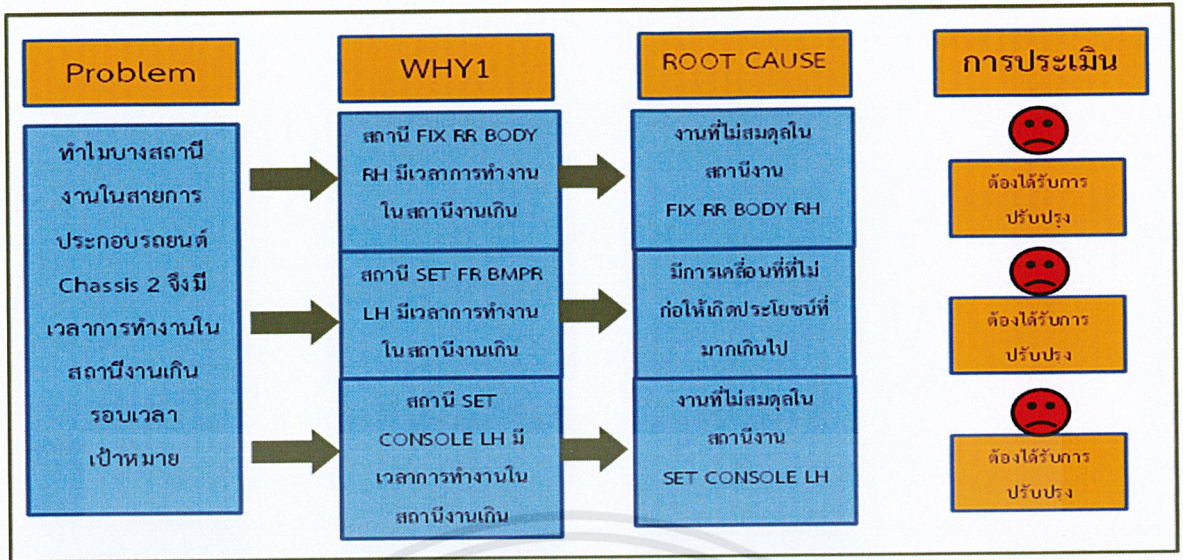 Problem
WHY1
ROOT CAUSE
การประเมิน
ทำไมบางสถานี
งานในสายการ
ประกอบรถยนต์
Chassis 2 จึงมี
เวลาการทำงานใน
สถานีงานเกิน
รอบเวลา
เป้าหมาย
สถานี FIX RR BODY
RH มีเวลาการทำงาน
ในสถานีงานเกิน
งานที่ไม่สมดุลใน
สถานีงาน
FIX RR BODY RH
ต้องได้รับการ
ปรับปรุง
สถานี SET FR BMPR
LH มีเวลาการทำงาน
ในสถานีงานเกิน
มีการเคลื่อนที่ที่ไม่
ก่อให้เกิดประโยชน์ที่
มากเกินไป
ต้องได้รับการ
ปรับปรุง
สถานี SET
CONSOLE LH มี
เวลาการทำงานใน
สถานีงานเกิน
งานที่ไม่สมดุลใน
สถานีงาน
SET CONSOLE LH
ต้องได้รับการ
ปรับปรุง